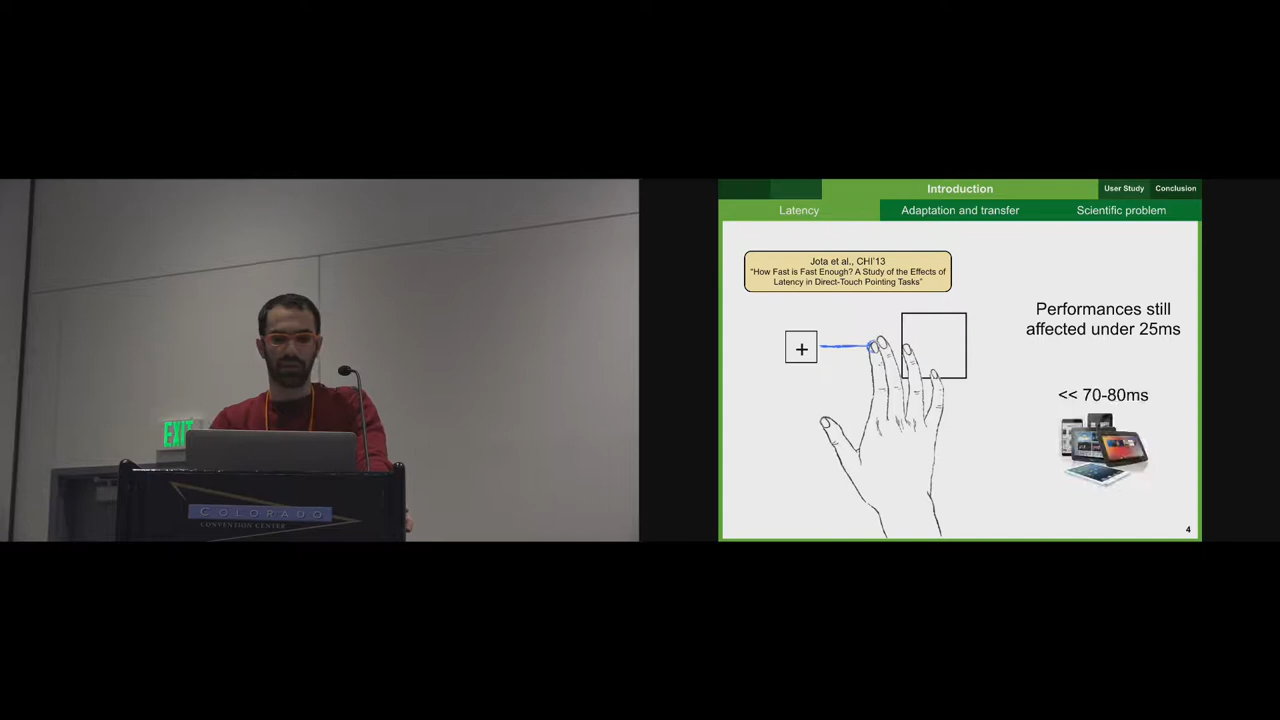 EXIT
COLORADO
CONVENTION CENTER
Introduction
User Study
Conclusion
Latency
Adaptation and transfer
Scientific problem
Jota et al., CHI'13
"How Fast is Fast Enough? A Study of the Effects of
Latency in Direct-Touch Pointing Tasks"
Performances still
affected under 25ms
+
<< 70-80ms
4